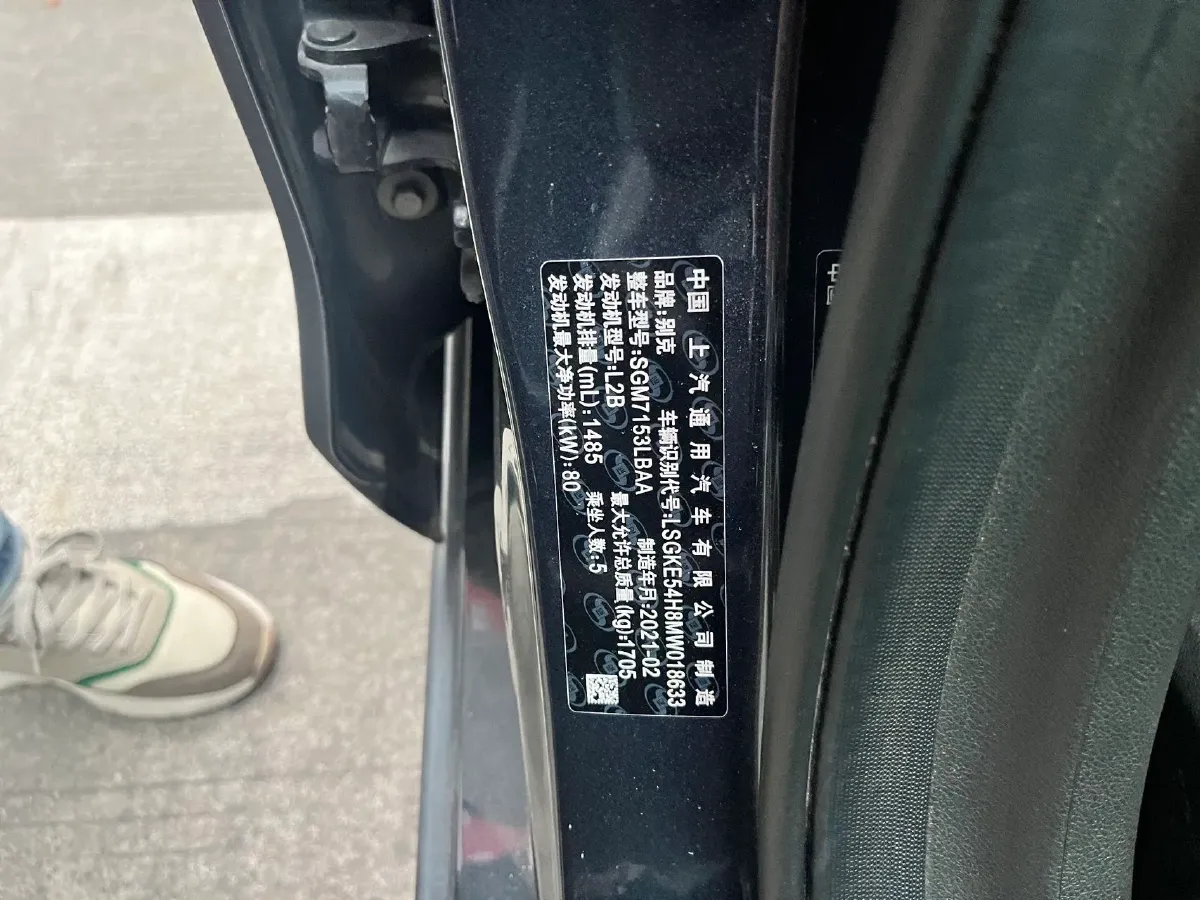 中国 上汽通用汽车有限公司制造
品牌:别克 车辆识别代号:LSGKE54H8MW018633
整车型号:SGM7153LBAA 制造年月:2021-02
发动机型号:L2B 最大允许总质量(kg):1705
发动机排量(mL):1485 乘坐人数:5
发动机最大净功率(kW):80
中国